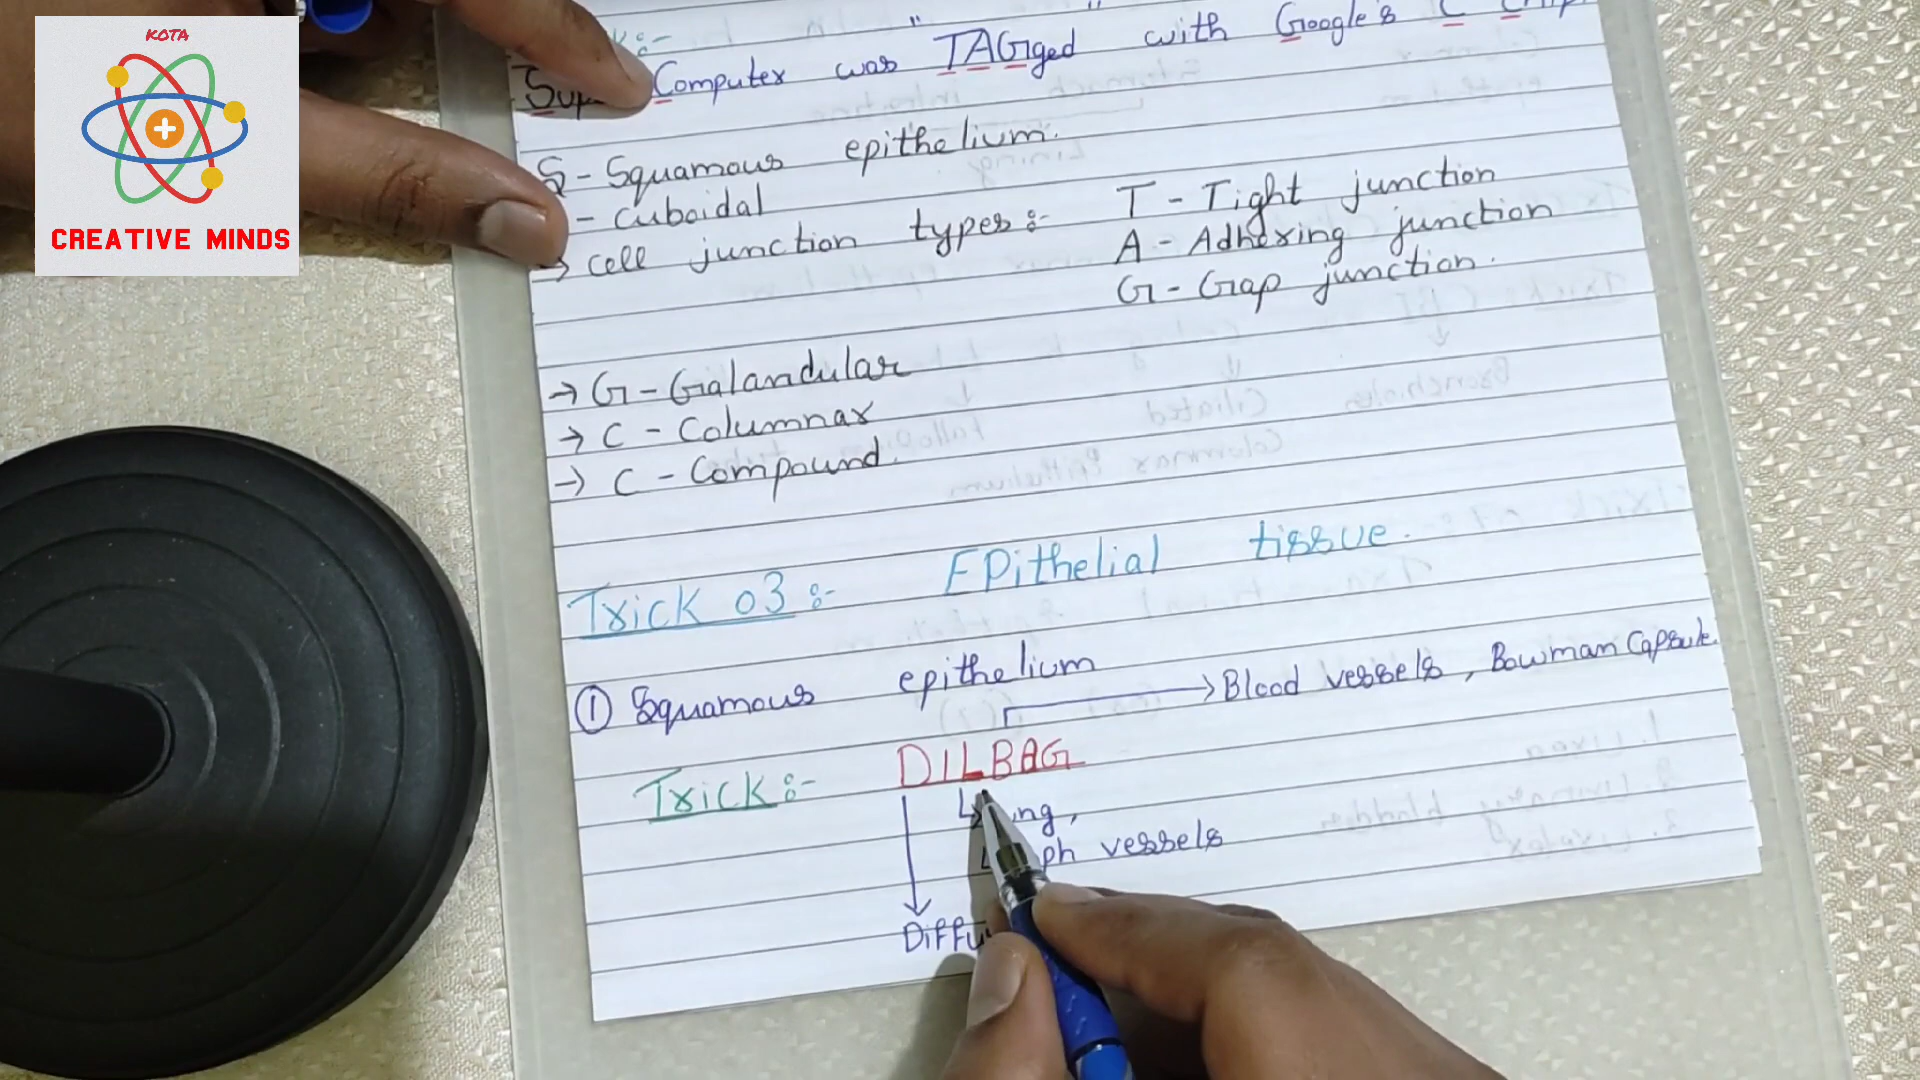 KOTA
CREATIVE MINDS
Computer was "TAGged" with Google's C
S - Squamous epithelium.
- Cuboidal
→ Cell junction types:-
T - Tight junction
A - Adhering junction
G - Gap junction.
→ G - Galandular
→ C - Columnar
→ C - Compound.
Trick 03:- EPithelial tissue.
① Squamous epithelium
→ Blood vessels, Bowman Capsule.
Trick:- DILBAG
vessels